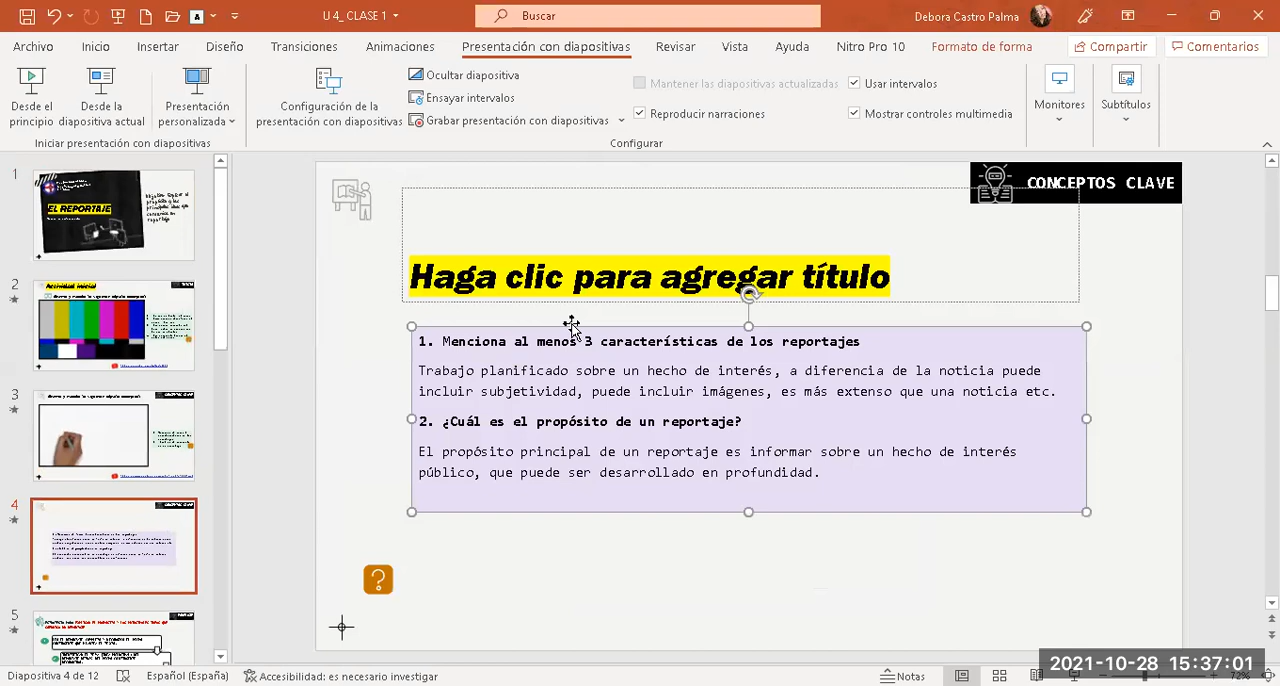 U 4_ CLASE 1
Buscar
Debora Castro Palma
Archivo
Inicio
Insertar
Diseño
Transiciones
Animaciones
Presentación con diapositivas
Revisar
Vista
Ayuda
Nitro Pro 10
Formato de forma
Compartir
Comentarios
Desde el
principio
Desde la
diapositiva actual
Presentación
personalizada
Iniciar presentación con diapositivas
Configuración de la
presentación con diapositivas
Ocultar diapositiva
Ensayar intervalos
Grabar presentación con diapositivas
Mantener las diapositivas actualizadas
Reproducir narraciones
Usar intervalos
Mostrar controles multimedia
Configurar
Monitores
Subtítulos
1
EL REPORTAJE
2
Actividad inicial
3
4
5
CONCEPTOS CLAVE
Haga clic para agregar título
1. Menciona al menos 3 características de los reportajes
Trabajo planificado sobre un hecho de interés, a diferencia de la noticia puede
incluir subjetividad, puede incluir imágenes, es más extenso que una noticia etc.
2. ¿Cuál es el propósito de un reportaje?
El propósito principal de un reportaje es informar sobre un hecho de interés
público, que puede ser desarrollado en profundidad.
?
Diapositiva 4 de 12
Español (España)
Accesibilidad: es necesario investigar
Notas
72%
2021-10-28 15:37:01